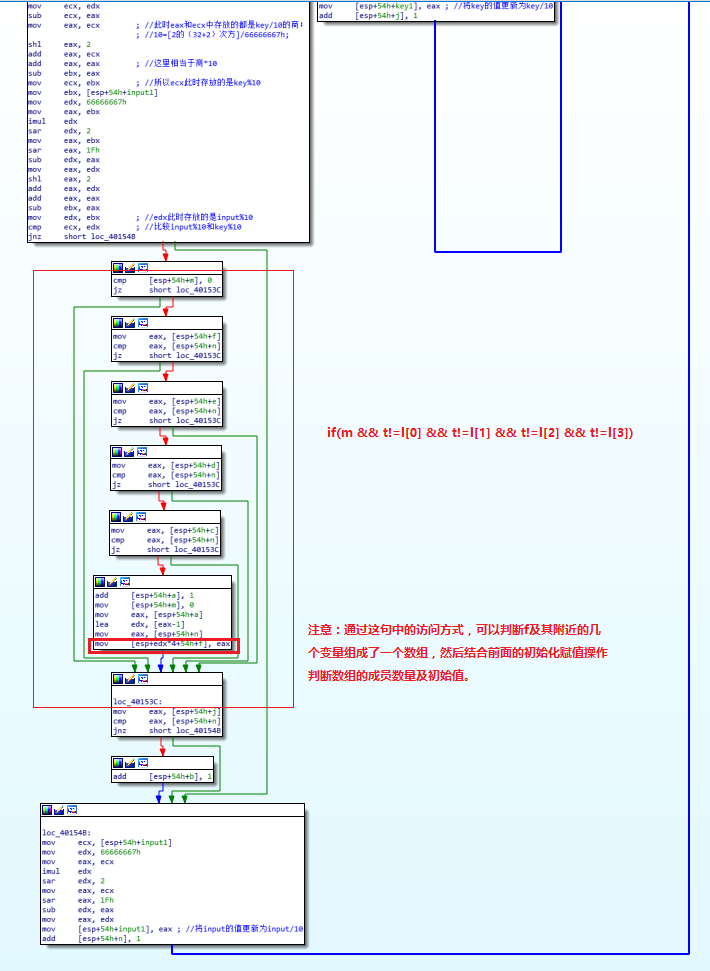 mov ecx, edx
add ecx, eax
mov eax, ecx ; //此时eax和ecx中存放的都是key/10的商!
; //10=[2的（32+2）次方]/66666667h;
shl eax, 2
add eax, ecx
add eax, eax ; //这里相当于商*10
sub ebx, eax
mov ecx, ebx ; //所以ecx此时存放的是key%10
mov ebx, [esp+54h+input1]
mov edx, 66666667h
mov eax, ebx
imul edx
sar edx, 2
mov eax, ebx
sar eax, 1Fh
sub edx, eax
mov eax, edx
shl eax, 2
add eax, edx
add eax, eax
sub ebx, eax
mov edx, ebx ; //edx此时存放的是input%10
cmp ecx, edx ; //比较input%10和key%10
jnz short loc_40154B
mov [esp+54h+key1], eax ; //将key的值更新为key/10
add [esp+54h+j], 1
cmp [esp+54h+m], 0
jz short loc_40153C
mov eax, [esp+54h+f]
cmp eax, [esp+54h+n]
jz short loc_40153C
mov eax, [esp+54h+e]
cmp eax, [esp+54h+n]
jz short loc_40153C
if(m && t!=l[0] && t!=l[1] && t!=l[2] && t!=l[3])
mov eax, [esp+54h+d]
cmp eax, [esp+54h+n]
jz short loc_40153C
mov eax, [esp+54h+c]
cmp eax, [esp+54h+n]
jz short loc_40153C
add [esp+54h+a], 1
mov [esp+54h+m], 0
mov eax, [esp+54h+a]
lea edx, [eax-1]
mov eax, [esp+54h+n]
mov [esp+edx*4+54h+f], eax
注意：通过这句中的访问方式，可以判断f及其附近的几
个变量组成了一个数组，然后结合前面的初始化赋值操作
判断数组的成员数量及初始值。
loc_40153C:
mov eax, [esp+54h+j]
cmp eax, [esp+54h+n]
jnz short loc_40154B
add [esp+54h+b], 1
loc_40154B:
mov ecx, [esp+54h+input1]
mov edx, 66666667h
mov eax, ecx
imul edx
sar edx, 2
mov eax, ecx
sar eax, 1Fh
sub edx, eax
mov eax, edx
mov [esp+54h+input1], eax ; //将input的值更新为input/10
add [esp+54h+n], 1